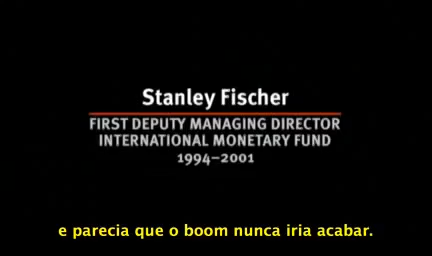 Stanley Fischer
FIRST DEPUTY MANAGING DIRECTOR
INTERNATIONAL MONETARY FUND
1994–2001
e parecia que o boom nunca iria acabar.